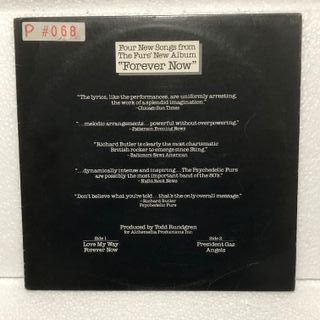 P #068
Four New Songs from
The Furs' New Album
"Forever Now"
"The lyrics, like the performances, are uniformly arresting,
the work of a splendid imagination."
—Chicago Sun Times
"...melodic arrangements...powerful without overpowering."
—Patterson Evening News
"Richard Butler is easily the most charismatic
British rocker to emerge since Sting."
—Baltimore News American
"...dynamically intense and inspiring... The Psychedelic Furs
are possibly the most important band of the 80's."
—Night Rock News
"Don't believe what you're told...that's the only overall message."
—Richard Butler
Psychedelic Furs
Produced by Todd Rundgren
for Alchemedia Productions Inc.
Side 1
Love My Way
Forever Now
Side 2
President Gas
Angels